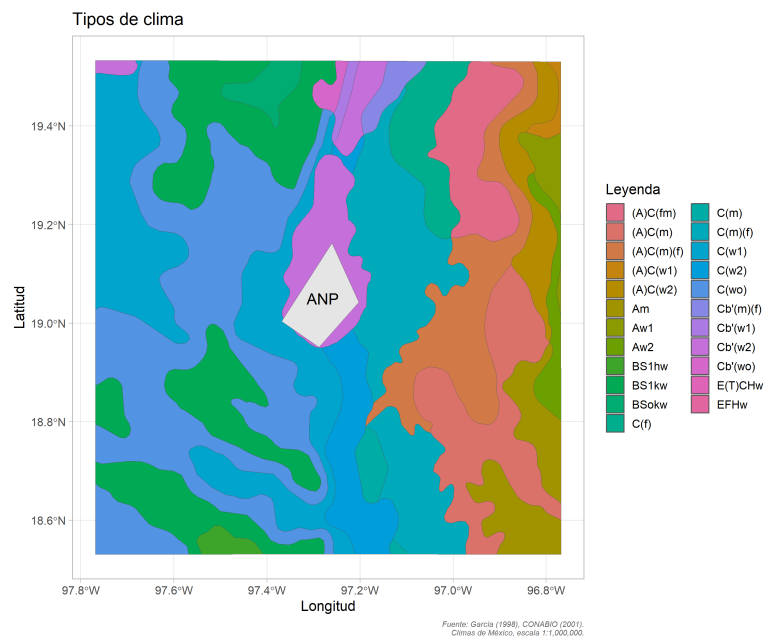 Tipos de clima
19.4°N
19.2°N
19.0°N
18.8°N
18.6°N
Latitud
ANP
97.8°W 97.6°W 97.4°W 97.2°W 97.0°W 96.8°W
Longitud
Leyenda
(A)C(fm)
(A)C(m)
(A)C(m)(f)
(A)C(w1)
(A)C(w2)
Am
Aw1
Aw2
BS1hw
BS1kw
BSokw
C(f)
C(m)
C(m)(f)
C(w1)
C(w2)
C(wo)
Cb'(m)(f)
Cb'(w1)
Cb'(w2)
Cb'(wo)
E(T)CHw
EFHw
Fuente: García (1998), CONABIO (2001).
Climas de México, escala 1:1,000,000.